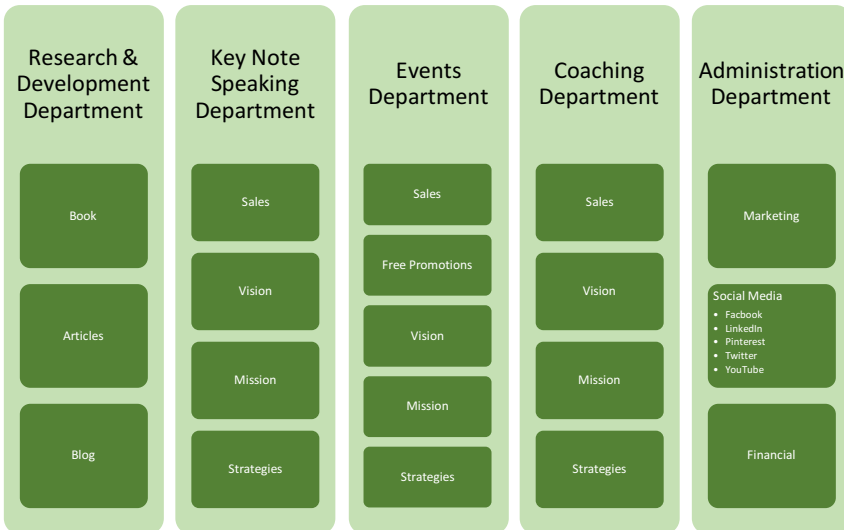 Research &
Development
Department
Book
Articles
Blog
Key Note
Speaking
Department
Sales
Vision
Mission
Strategies
Events
Department
Sales
Free Promotions
Vision
Mission
Strategies
Coaching
Department
Sales
Vision
Mission
Strategies
Administration
Department
Marketing
Social Media
• Facbook
• LinkedIn
• Pinterest
• Twitter
• YouTube
Financial